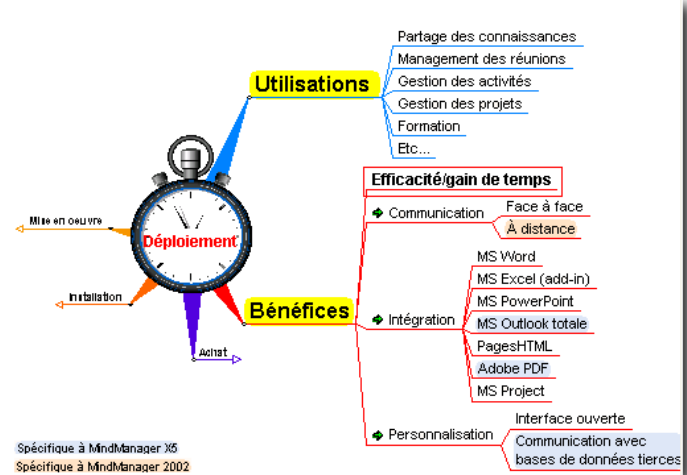 Utilisations
Partage des connaissances
Management des réunions
Gestion des activités
Gestion des projets
Formation
Etc...
Déploiement
Mise en oeuvre
Installation
Achat
Bénéfices
Efficacité/gain de temps
Communication
Face à face
À distance
Intégration
MS Word
MS Excel (add-in)
MS PowerPoint
MS Outlook totale
PagesHTML
Adobe PDF
MS Project
Personnalisation
Interface ouverte
Communication avec
bases de données tierces
Spécifique à MindManager X5
Spécifique à MindManager 2002